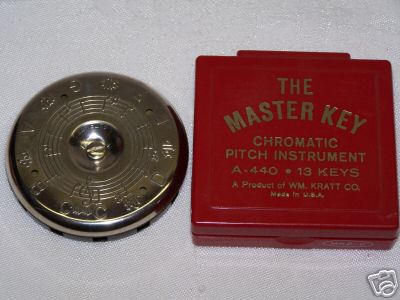 THE
MASTER KEY
CHROMATIC
PITCH INSTRUMENT
A-440 • 13 KEYS
A Product of WM. KRATT CO.
Made in U.S.A.